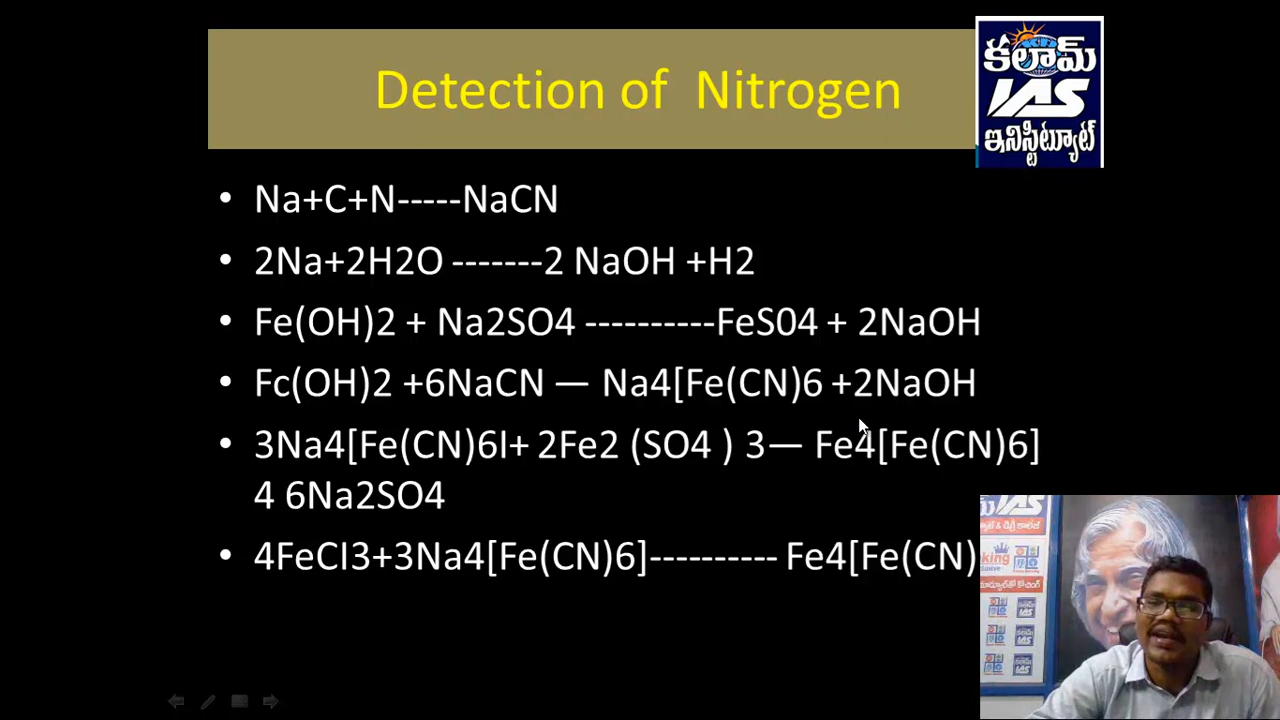 Detection of Nitrogen
కలామ్
IAS
ఇనిస్టిట్యూట్
• Na+C+N-----NaCN
• 2Na+2H2O -------2 NaOH +H2
• Fe(OH)2 + Na2SO4 ----------FeS04 + 2NaOH
• Fc(OH)2 +6NaCN — Na4[Fe(CN)6 +2NaOH
• 3Na4[Fe(CN)6I+ 2Fe2 (SO4 ) 3— Fe4[Fe(CN)6]
4 6Na2SO4
• 4FeCl3+3Na4[Fe(CN)6]---------- Fe4[Fe(CN)
IAS